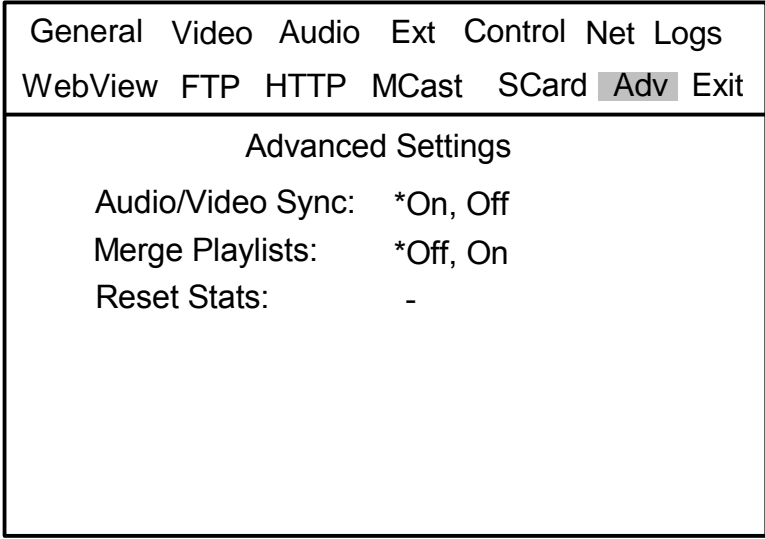 General Video Audio Ext Control Net Logs
WebView FTP HTTP MCast SCard Adv Exit
Advanced Settings
Audio/Video Sync: *On, Off
Merge Playlists: *Off, On
Reset Stats: -